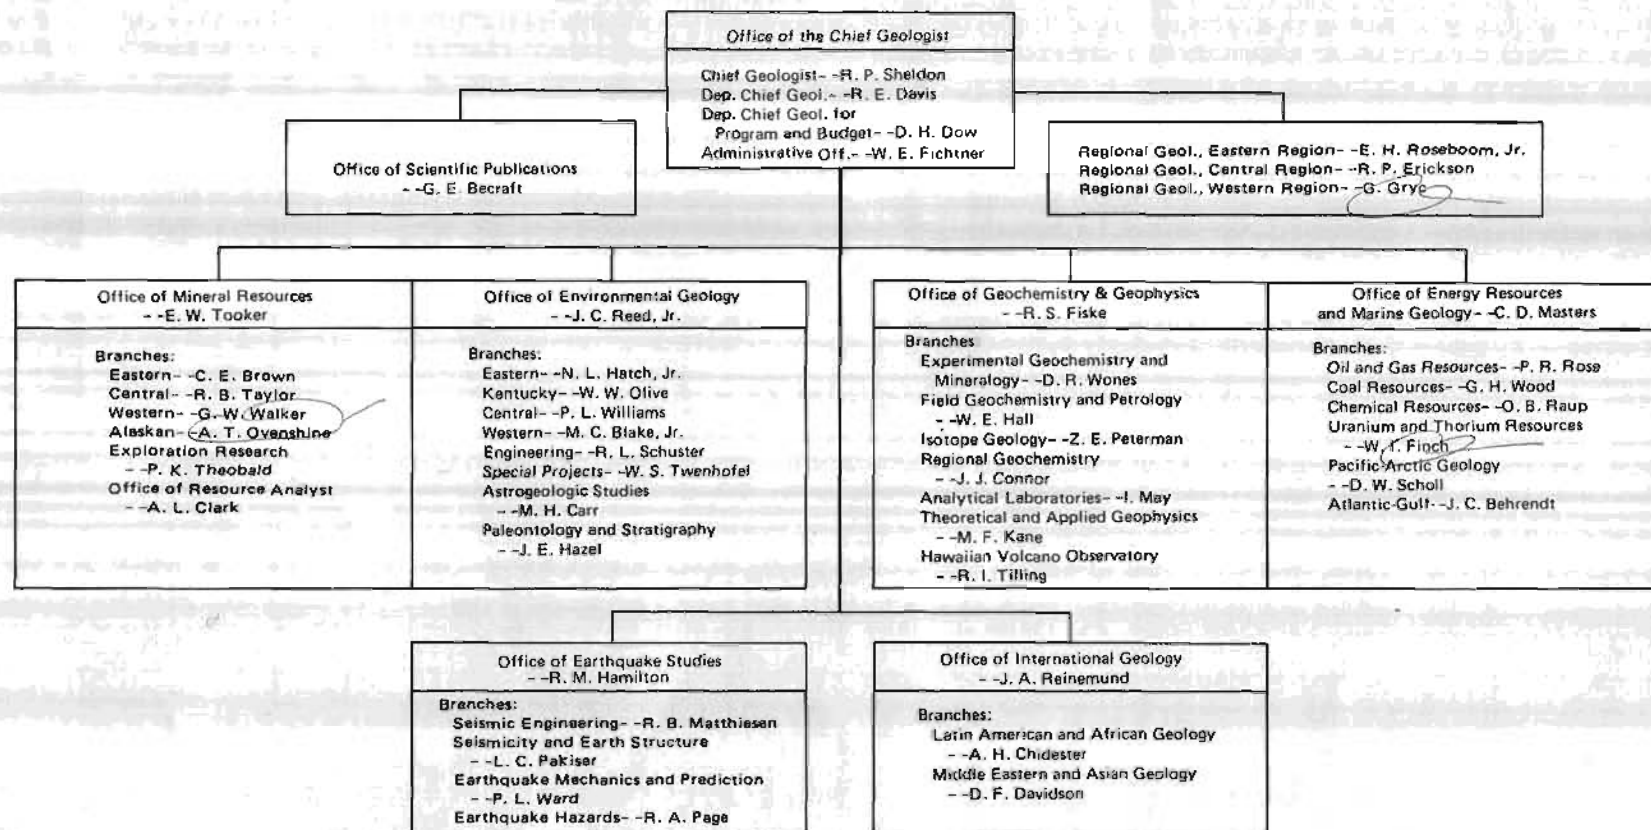 Office of the Chief Geologist
Chief Geologist- -R. P. Sheldon
Dep. Chief Geol.- -R. E. Davis
Dep. Chief Geol. for
Program and Budget- -D. H. Dow
Administrative Off.- -W. E. Fichtner
Office of Scientific Publications
- -G. E. Becraft
Regional Geol., Eastern Region- -E. H. Roseboom, Jr.
Regional Geol., Central Region- -R. P. Erickson
Regional Geol., Western Region- -G. Gryc
Office of Mineral Resources
- -E. W. Tooker
Branches:
Eastern- -C. E. Brown
Central- -R. B. Taylor
Western- -G. W. Walker
Alaskan- -A. T. Ovenshine
Exploration Research
- -P. K. Theobald
Office of Resource Analyst
- -A. L. Clark
Office of Environmental Geology
- -J. C. Reed, Jr.
Branches:
Eastern- -N. L. Hatch, Jr.
Kentucky- -W. W. Olive
Central- -P. L. Williams
Western- -M. C. Blake, Jr.
Engineering- -R. L. Schuster
Special Projects- -W. S. Twenhofel
Astrogeologic Studies
- -M. H. Carr
Paleontology and Stratigraphy
- -J. E. Hazel
Office of Geochemistry & Geophysics
- -R. S. Fiske
Branches
Experimental Geochemistry and
Mineralogy- -D. R. Wones
Field Geochemistry and Petrology
- -W. E. Hall
Isotope Geology- -Z. E. Peterman
Regional Geochemistry
- -J. J. Connor
Analytical Laboratories- -I. May
Theoretical and Applied Geophysics
- -M. F. Kane
Hawaiian Volcano Observatory
- -R. I. Tilling
Office of Energy Resources
and Marine Geology- -C. D. Masters
Branches:
Oil and Gas Resources- -P. R. Rose
Coal Resources- -G. H. Wood
Chemical Resources- -O. B. Raup
Uranium and Thorium Resources
- -W. I. Finch
Pacific-Arctic Geology
- -D. W. Scholl
Atlantic-Gulf- -J. C. Behrendt
Office of Earthquake Studies
- -R. M. Hamilton
Branches:
Seismic Engineering- -R. B. Matthiesen
Seismicity and Earth Structure
- -L. C. Pakiser
Earthquake Mechanics and Prediction
- -P. L. Ward
Earthquake Hazards- -R. A. Page
Office of International Geology
- -J. A. Reinemund
Branches:
Latin American and African Geology
- -A. H. Chidester
Middle Eastern and Asian Geology
- -D. F. Davidson